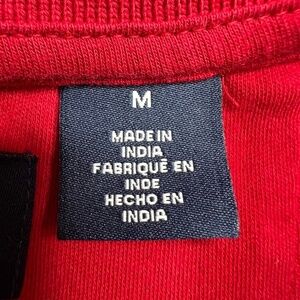 M
MADE IN
INDIA
FABRIQUÉ EN
INDE
HECHO EN
INDIA